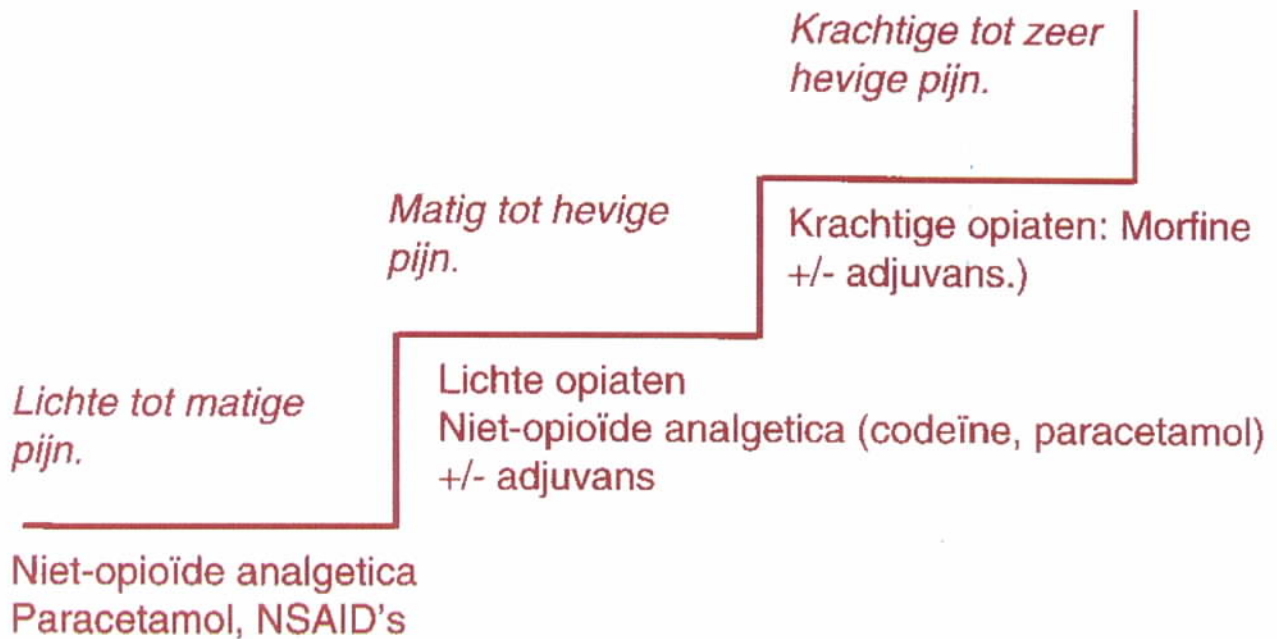 Krachtige tot zeer
hevige pijn.
Matig tot hevige
pijn.
Krachtige opiaten: Morfine
+/- adjuvans.)
Lichte tot matige
pijn.
Lichte opiaten
Niet-opioïde analgetica (codeïne, paracetamol)
+/- adjuvans
Niet-opioïde analgetica
Paracetamol, NSAID's